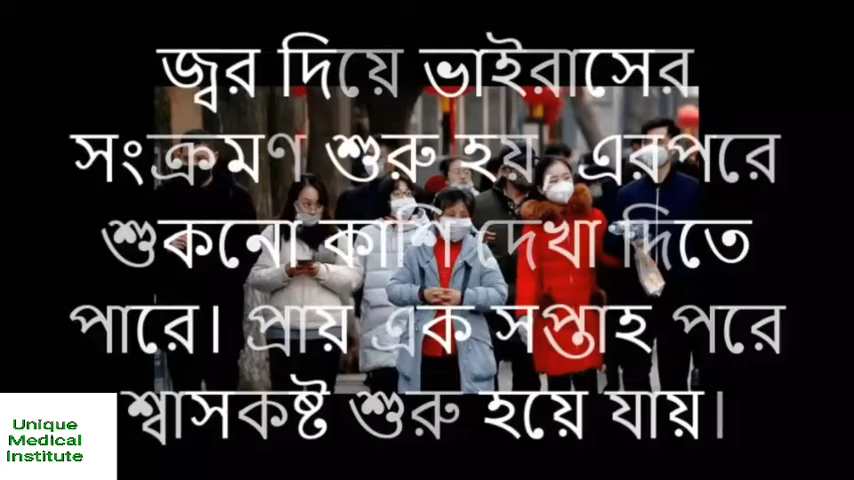 জ্বর দিয়ে ভাইরাসের
সংক্রমণ শুরু হয়, এরপরে
শুকনো কাশি দেখা দিতে
পারে। প্রায় এক সপ্তাহ পরে
শ্বাসকষ্ট শুরু হয়ে যায়।
Unique
Medical
Institute